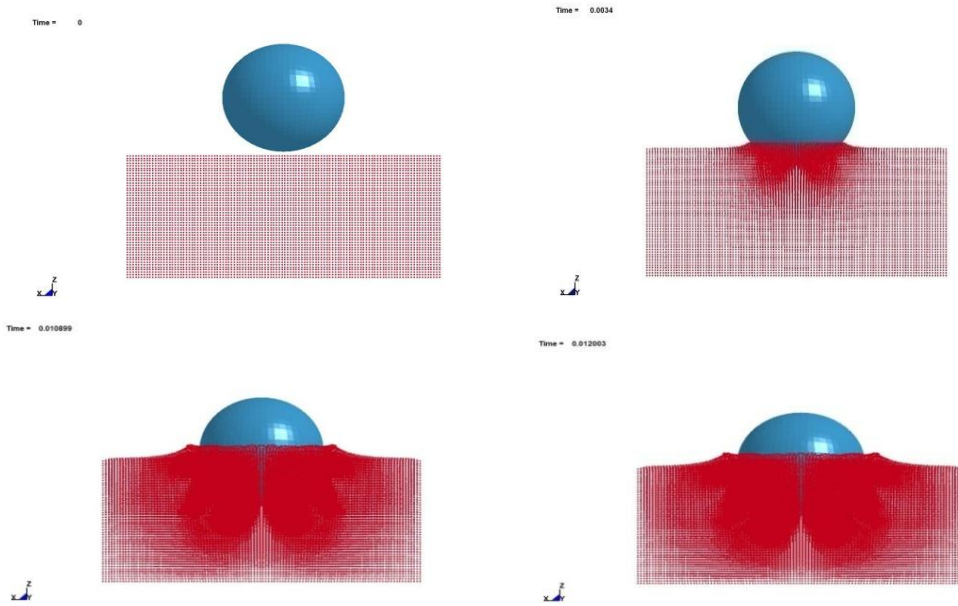 Time = 0
Z
X Y
Time = 0.0034
Z
X Y
Time = 0.010899
Z
X Y
Time = 0.012003
Z
X Y